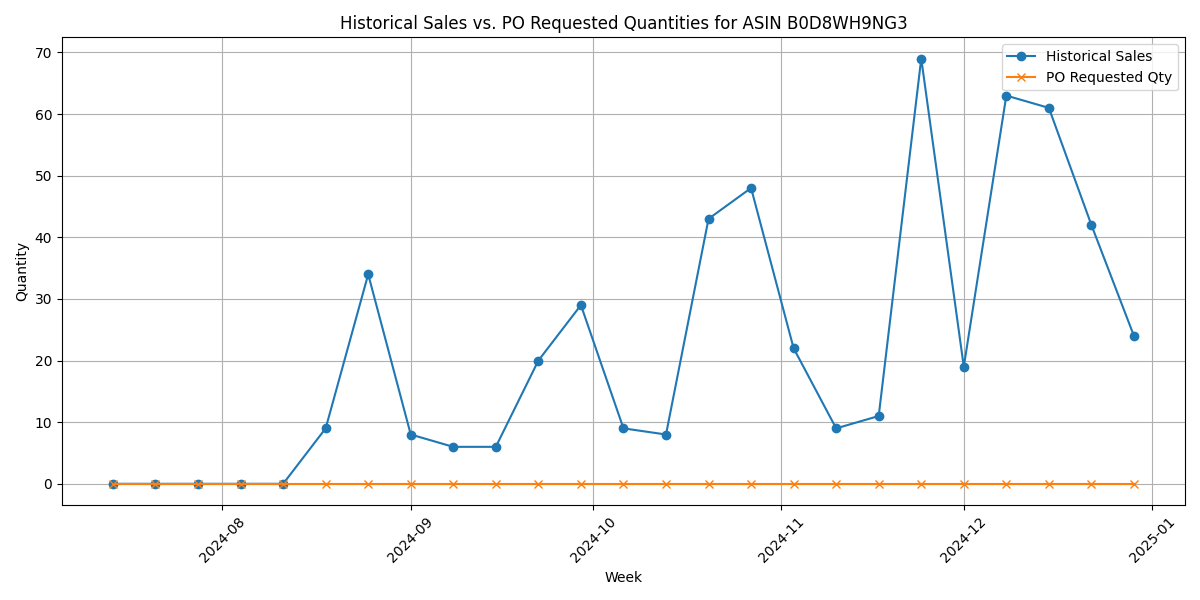 Historical Sales vs. PO Requested Quantities for ASIN B0D8WH9NG3
Historical Sales
PO Requested Qty
Quantity
70
60
50
40
30
20
10
0
2024-08
2024-09
2024-10
2024-11
2024-12
2025-01
Week